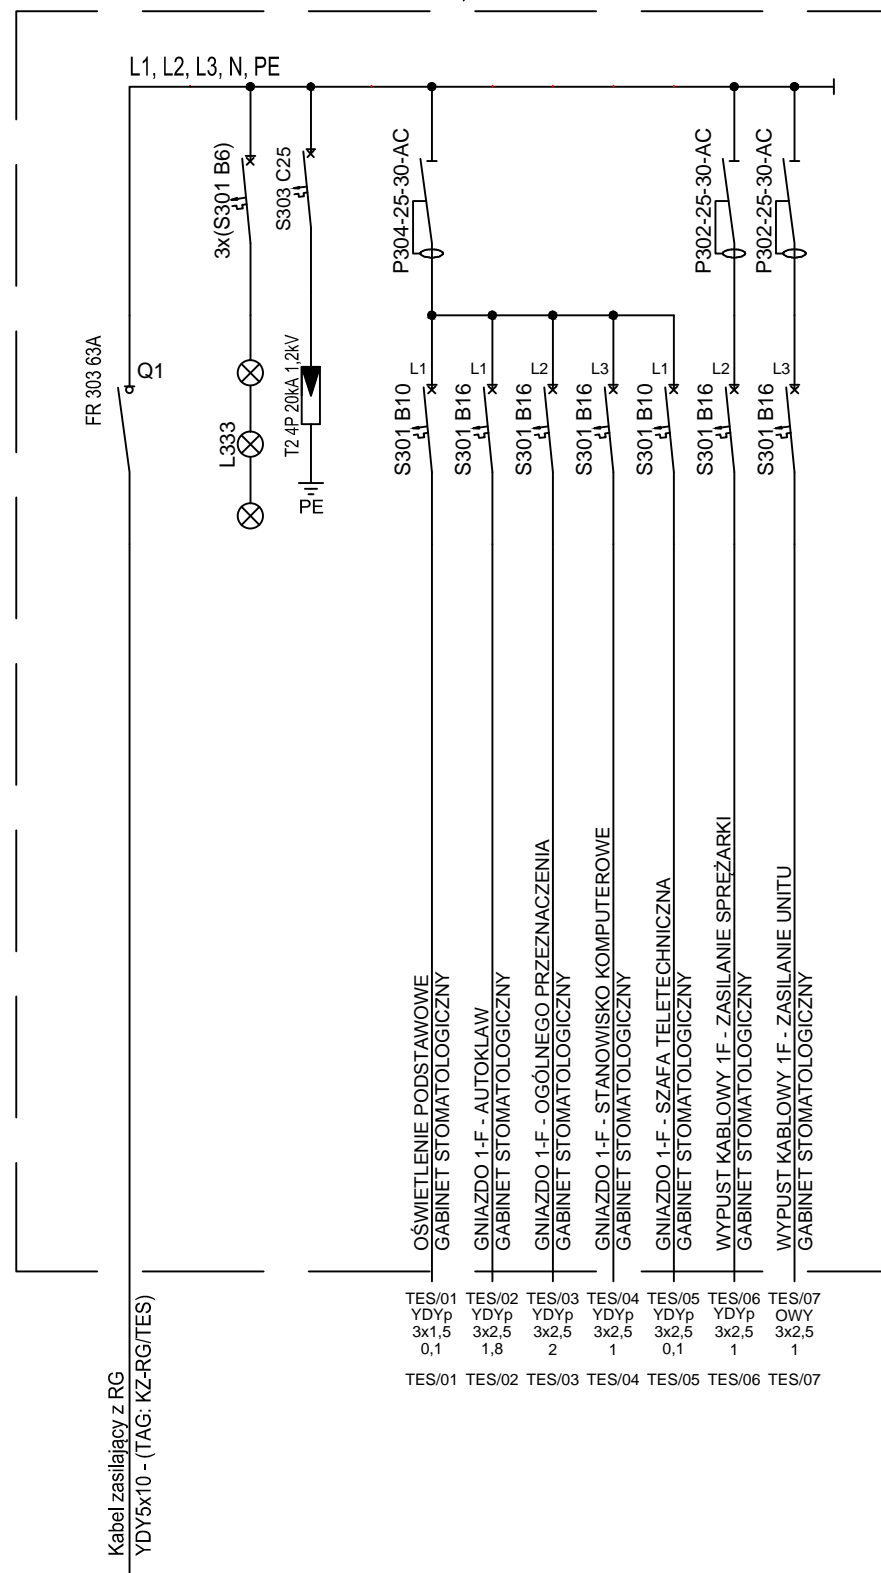 L1, L2, L3, N, PE
FR 303 63A
Q1
3x(S301 B6)
L333
S303 C25
T2 4P 20kA 1,2kV
PE
P304-25-30-AC
P302-25-30-AC
P302-25-30-AC
L1
S301 B10
L1
S301 B16
L2
S301 B16
L3
S301 B16
L1
S301 B10
L2
S301 B16
L3
S301 B16
OŚWIETLENIE PODSTAWOWE
GABINET STOMATOLOGICZNY
GNIAZDO 1-F - AUTOKLAW
GABINET STOMATOLOGICZNY
GNIAZDO 1-F - OGÓLNEGO PRZEZNACZENIA
GABINET STOMATOLOGICZNY
GNIAZDO 1-F - STANOWISKO KOMPUTEROWE
GABINET STOMATOLOGICZNY
GNIAZDO 1-F - SZAFA TELETECHNICZNA
GABINET STOMATOLOGICZNY
WYPUST KABLOWY 1F - ZASILANIE SPRĘŻARKI
GABINET STOMATOLOGICZNY
WYPUST KABLOWY 1F - ZASILANIE UNITU
GABINET STOMATOLOGICZNY
TES/01 TES/02 TES/03 TES/04 TES/05 TES/06 TES/07
YDYp YDYp YDYp YDYp YDYp YDYp OWY
3x1,5 3x2,5 3x2,5 3x2,5 3x2,5 3x2,5 3x2,5
0,1 1,8 2 1 0,1 1 1
TES/01 TES/02 TES/03 TES/04 TES/05 TES/06 TES/07
Kabel zasilający z RG
YDY5x10 - (TAG: KZ-RG/TES)